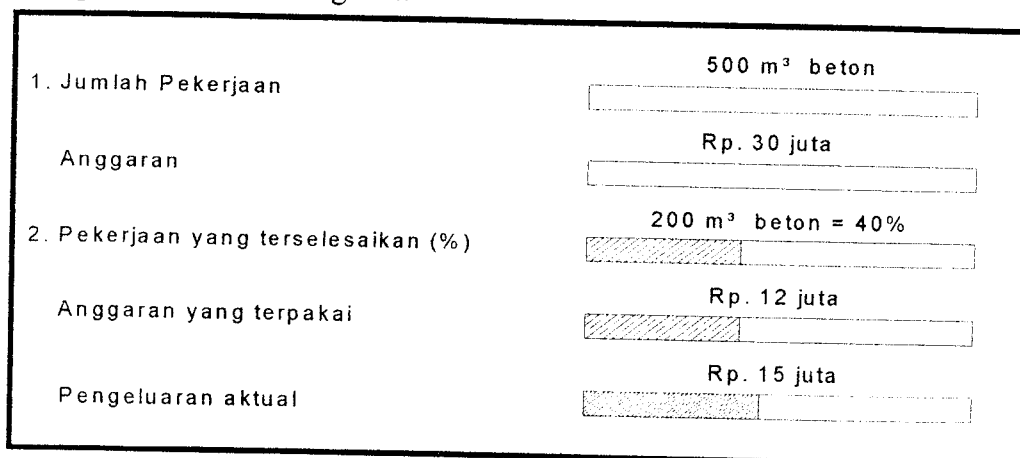 500 m³ beton
1. Jumlah Pekerjaan
Rp. 30 juta
Anggaran
200 m³ beton = 40%
2. Pekerjaan yang terselesaikan (%)
Rp. 12 juta
Anggaran yang terpakai
Rp. 15 juta
Pengeluaran aktual